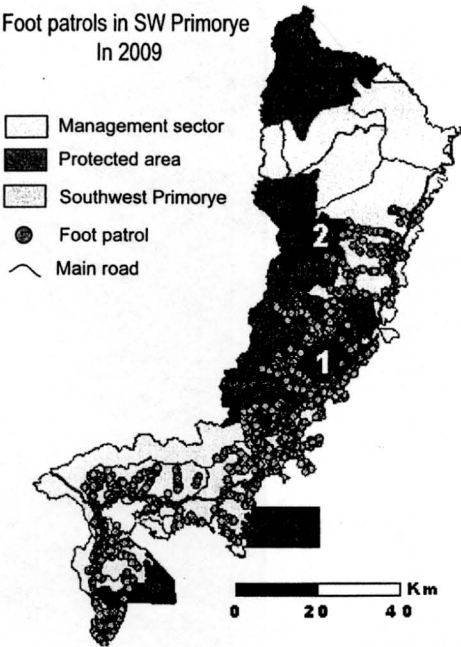 Foot patrols in SW Primorye
In 2009
Management sector
Protected area
Southwest Primorye
Foot patrol
Main road
2
1
Km
0 20 40